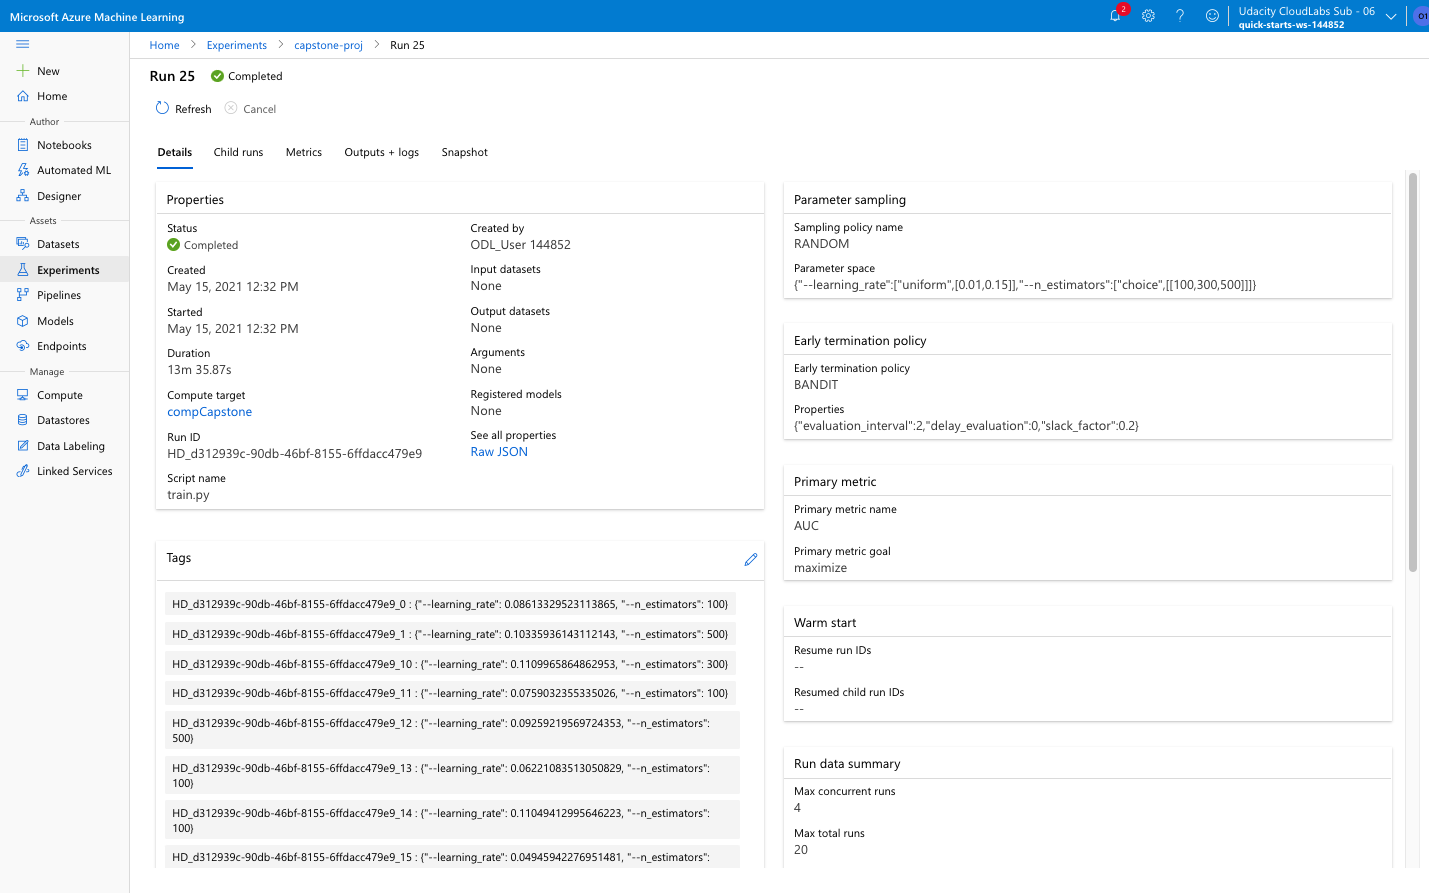 Microsoft Azure Machine Learning
2
Udacity CloudLabs Sub - 06
quick-starts-ws-144852
01
Home > Experiments > capstone-proj > Run 25
New
Home
Author
Notebooks
Automated ML
Designer
Assets
Datasets
Experiments
Pipelines
Models
Endpoints
Manage
Compute
Datastores
Data Labeling
Linked Services
Run 25 Completed
Refresh Cancel
Details Child runs Metrics Outputs + logs Snapshot
Properties
Status
Completed
Created
May 15, 2021 12:32 PM
Started
May 15, 2021 12:32 PM
Duration
13m 35.87s
Compute target
compCapstone
Run ID
HD_d312939c-90db-46bf-8155-6ffdacc479e9
Script name
train.py
Created by
ODL_User 144852
Input datasets
None
Output datasets
None
Arguments
None
Registered models
None
See all properties
Raw JSON
Tags
HD_d312939c-90db-46bf-8155-6ffdacc479e9_0 : {"--learning_rate": 0.08613329523113865, "--n_estimators": 100}
HD_d312939c-90db-46bf-8155-6ffdacc479e9_1 : {"--learning_rate": 0.10335936143112143, "--n_estimators": 500}
HD_d312939c-90db-46bf-8155-6ffdacc479e9_10 : {"--learning_rate": 0.1109965864862953, "--n_estimators": 300}
HD_d312939c-90db-46bf-8155-6ffdacc479e9_11 : {"--learning_rate": 0.0759032355335026, "--n_estimators": 100}
HD_d312939c-90db-46bf-8155-6ffdacc479e9_12 : {"--learning_rate": 0.09259219569724353, "--n_estimators":
500}
HD_d312939c-90db-46bf-8155-6ffdacc479e9_13 : {"--learning_rate": 0.06221083513050829, "--n_estimators":
100}
HD_d312939c-90db-46bf-8155-6ffdacc479e9_14 : {"--learning_rate": 0.11049412995646223, "--n_estimators":
100}
HD_d312939c-90db-46bf-8155-6ffdacc479e9_15 : {"--learning_rate": 0.04945942276951481, "--n_estimators":
Parameter sampling
Sampling policy name
RANDOM
Parameter space
{"--learning_rate":["uniform",[0.01,0.15]],"--n_estimators":["choice",[[100,300,500]]]}
Early termination policy
Early termination policy
BANDIT
Properties
{"evaluation_interval":2,"delay_evaluation":0,"slack_factor":0.2}
Primary metric
Primary metric name
AUC
Primary metric goal
maximize
Warm start
Resume run IDs
--
Resumed child run IDs
--
Run data summary
Max concurrent runs
4
Max total runs
20